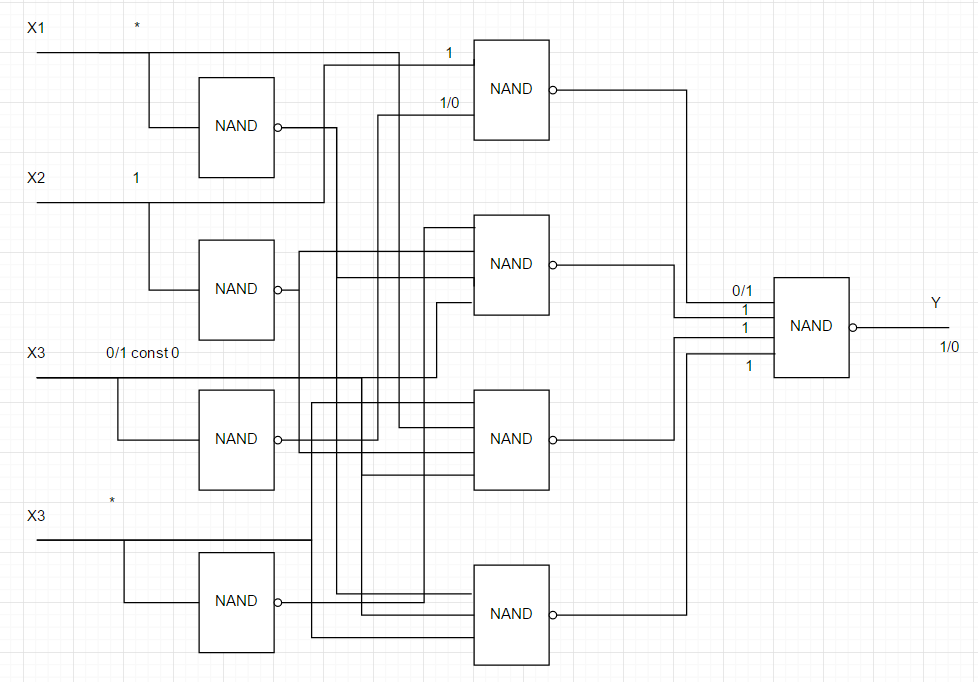 X1 *
1
NAND
1/0
NAND
X2 1
NAND
NAND
0/1
1
Y
1
NAND
1/0
X3 0/1 const 0
1
NAND
NAND
*
X3
NAND
NAND